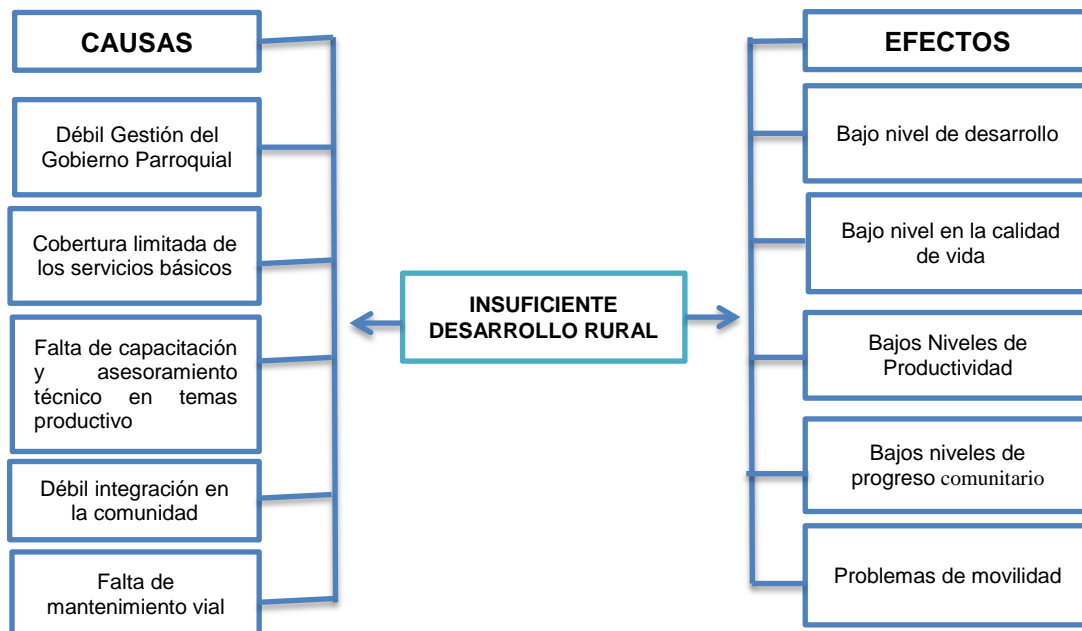 CAUSAS
Débil Gestión del
Gobierno Parroquial
Cobertura limitada de
los servicios básicos
Falta de capacitación
y asesoramiento
técnico en temas
productivo
Débil integración en
la comunidad
Falta de
mantenimiento vial
INSUFICIENTE
DESARROLLO RURAL
EFECTOS
Bajo nivel de desarrollo
Bajo nivel en la calidad
de vida
Bajos Niveles de
Productividad
Bajos niveles de
progreso comunitario
Problemas de movilidad